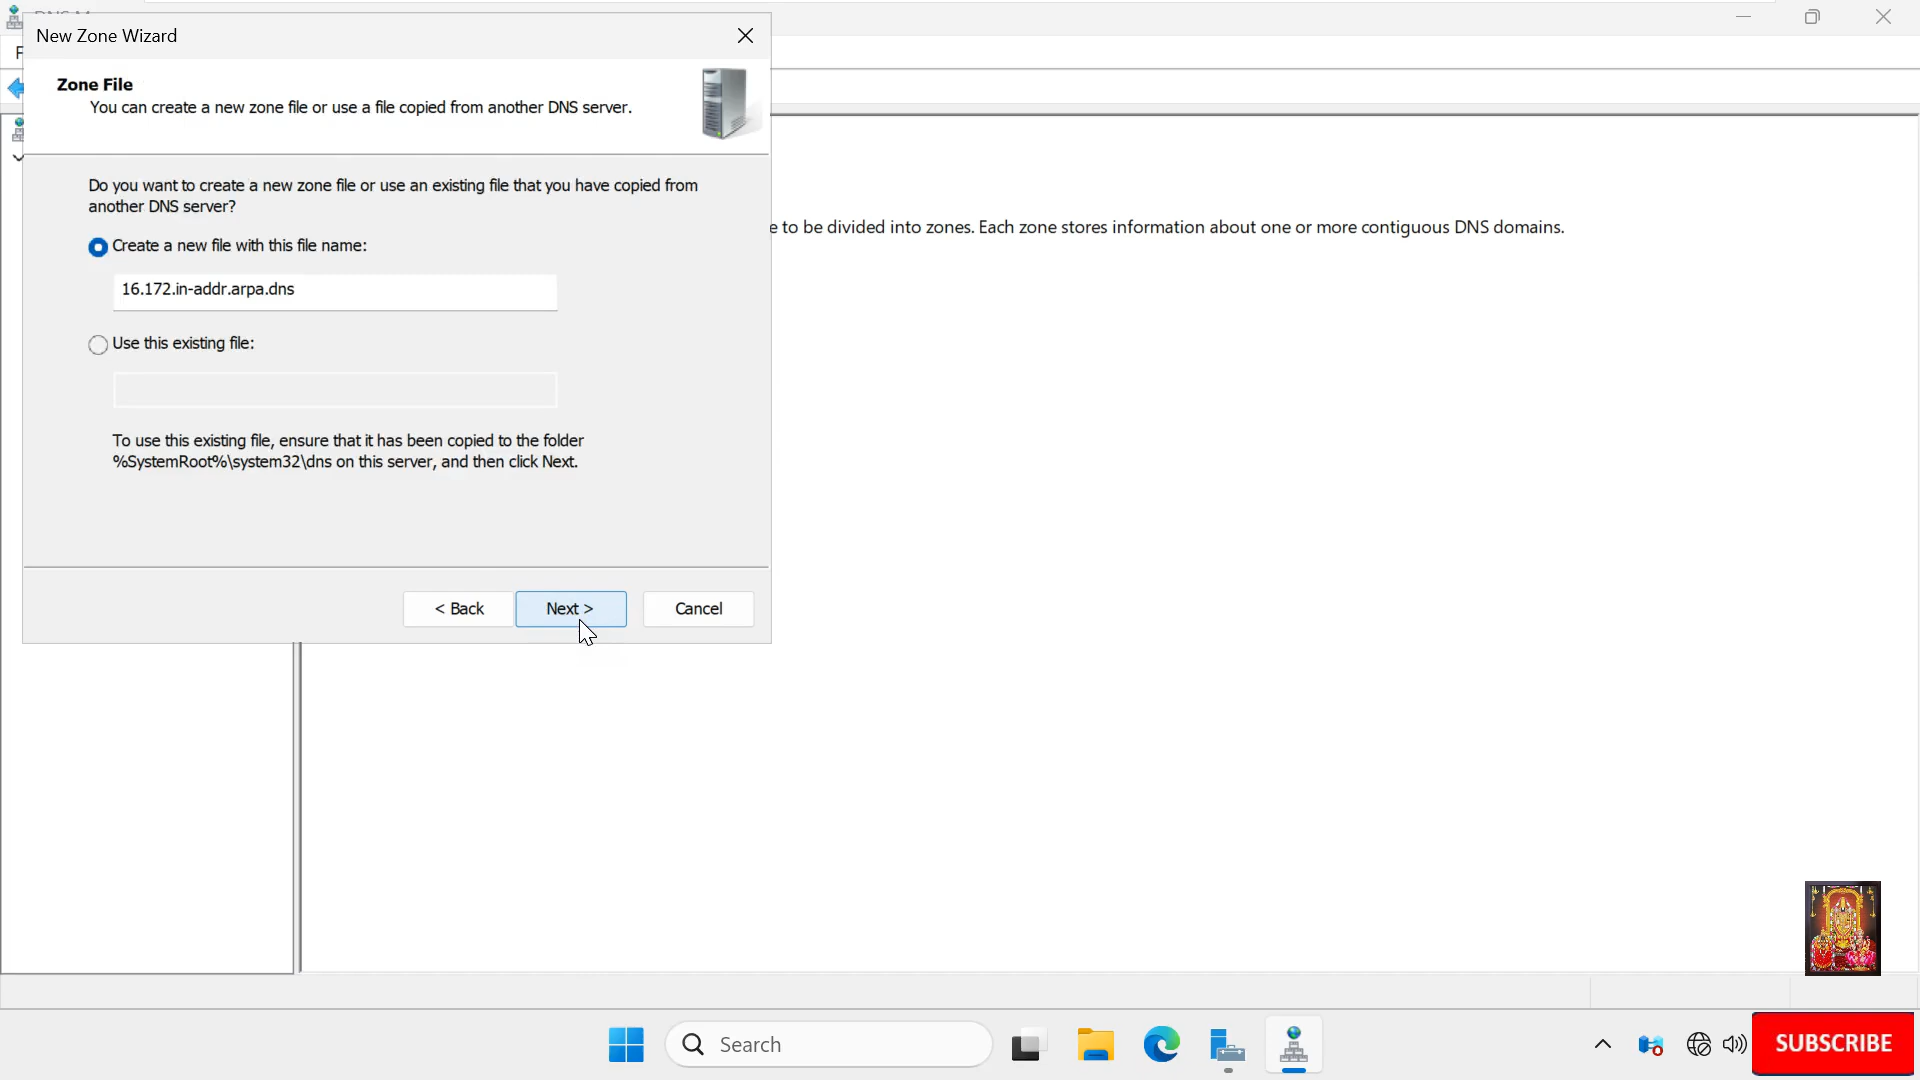 New Zone Wizard
Zone File
You can create a new zone file or use a file copied from another DNS server.
Do you want to create a new zone file or use an existing file that you have copied from
another DNS server?
Create a new file with this file name:
16.172.in-addr.arpa.dns
Use this existing file:
To use this existing file, ensure that it has been copied to the folder
%SystemRoot%\system32\dns on this server, and then click Next.
< Back
Next >
Cancel
e to be divided into zones. Each zone stores information about one or more contiguous DNS domains.
Search
SUBSCRIBE